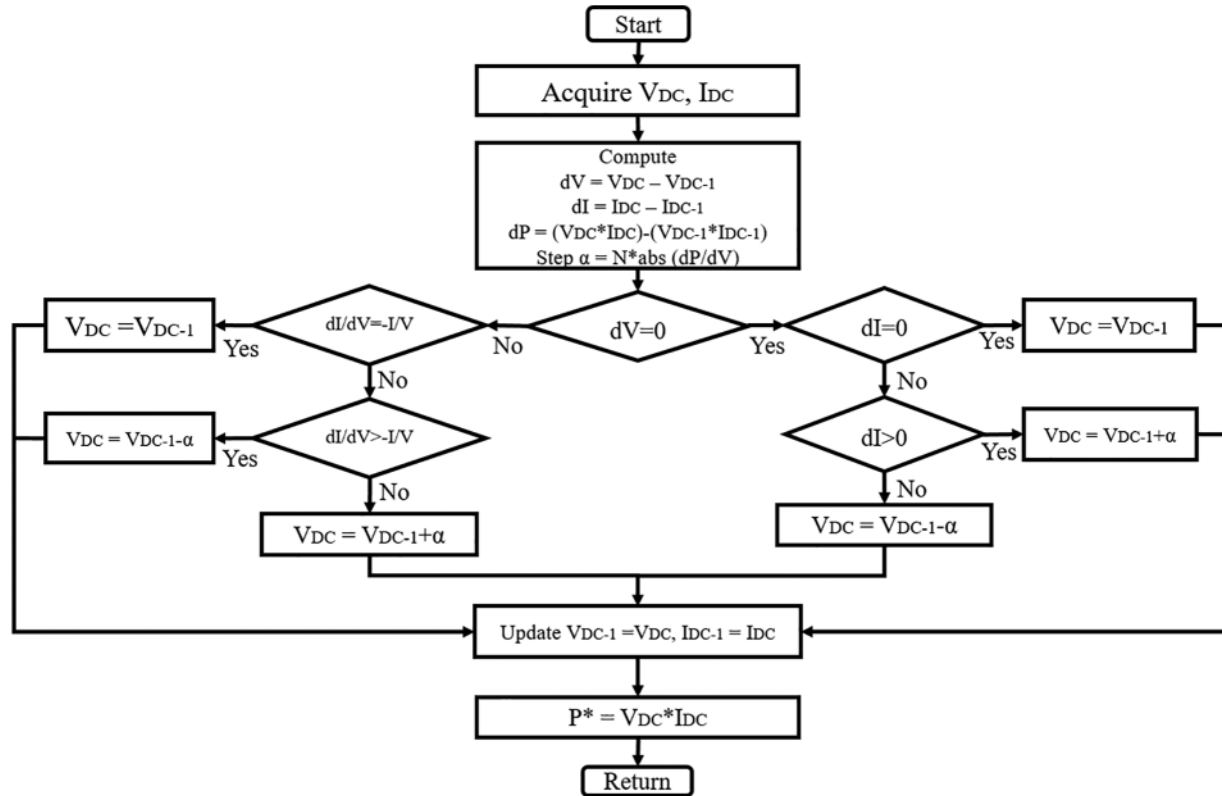 Start
Acquire VDC, IDC
Compute
dV = VDC – VDC-1
dI = IDC – IDC-1
dP = (VDC*IDC)-(VDC-1*IDC-1)
Step α = N*abs (dP/dV)
VDC =VDC-1
Yes
dI/dV=-I/V
No
dV=0
Yes
dI=0
Yes
VDC =VDC-1
No
No
VDC = VDC-1-α
Yes
dI/dV>-I/V
dI>0
Yes
VDC = VDC-1+α
No
No
VDC = VDC-1+α
VDC = VDC-1-α
Update VDC-1 =VDC, IDC-1 = IDC
P* = VDC*IDC
Return